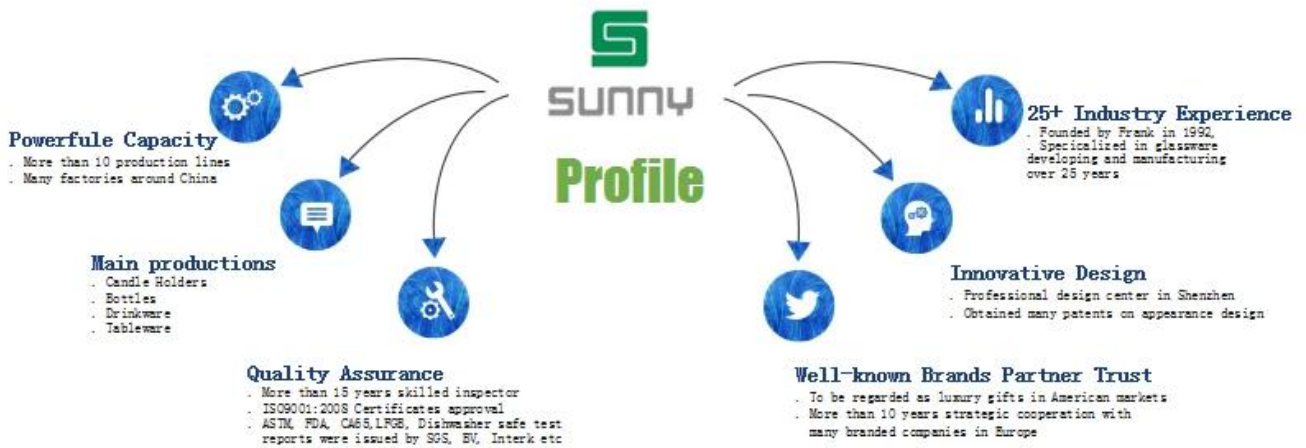 SUNNY
Profile
Powerfule Capacity
. More than 10 production lines
. Many factories around China
Main productions
. Candle Holders
. Bottles
. Drinkware
. Tableware
Quality Assurance
. More than 15 years skilled inspector
. ISO9001:2008 Certificates approval
. ASTM, FDA, CA65,LFGB, Dishwasher safe test
reports were issued by SGS, BV, Interk etc
25+ Industry Experience
. Founded by Frank in 1992,
. Specicalized in glassware
developing and manufacturing
over 25 years
Innovative Design
. Professional design center in Shenzhen
. Obtained many patents on appearance design
Well-known Brands Partner Trust
. To be regarded as luxury gifts in American markets
. More than 10 years strategic cooperation with
many branded companies in Europe